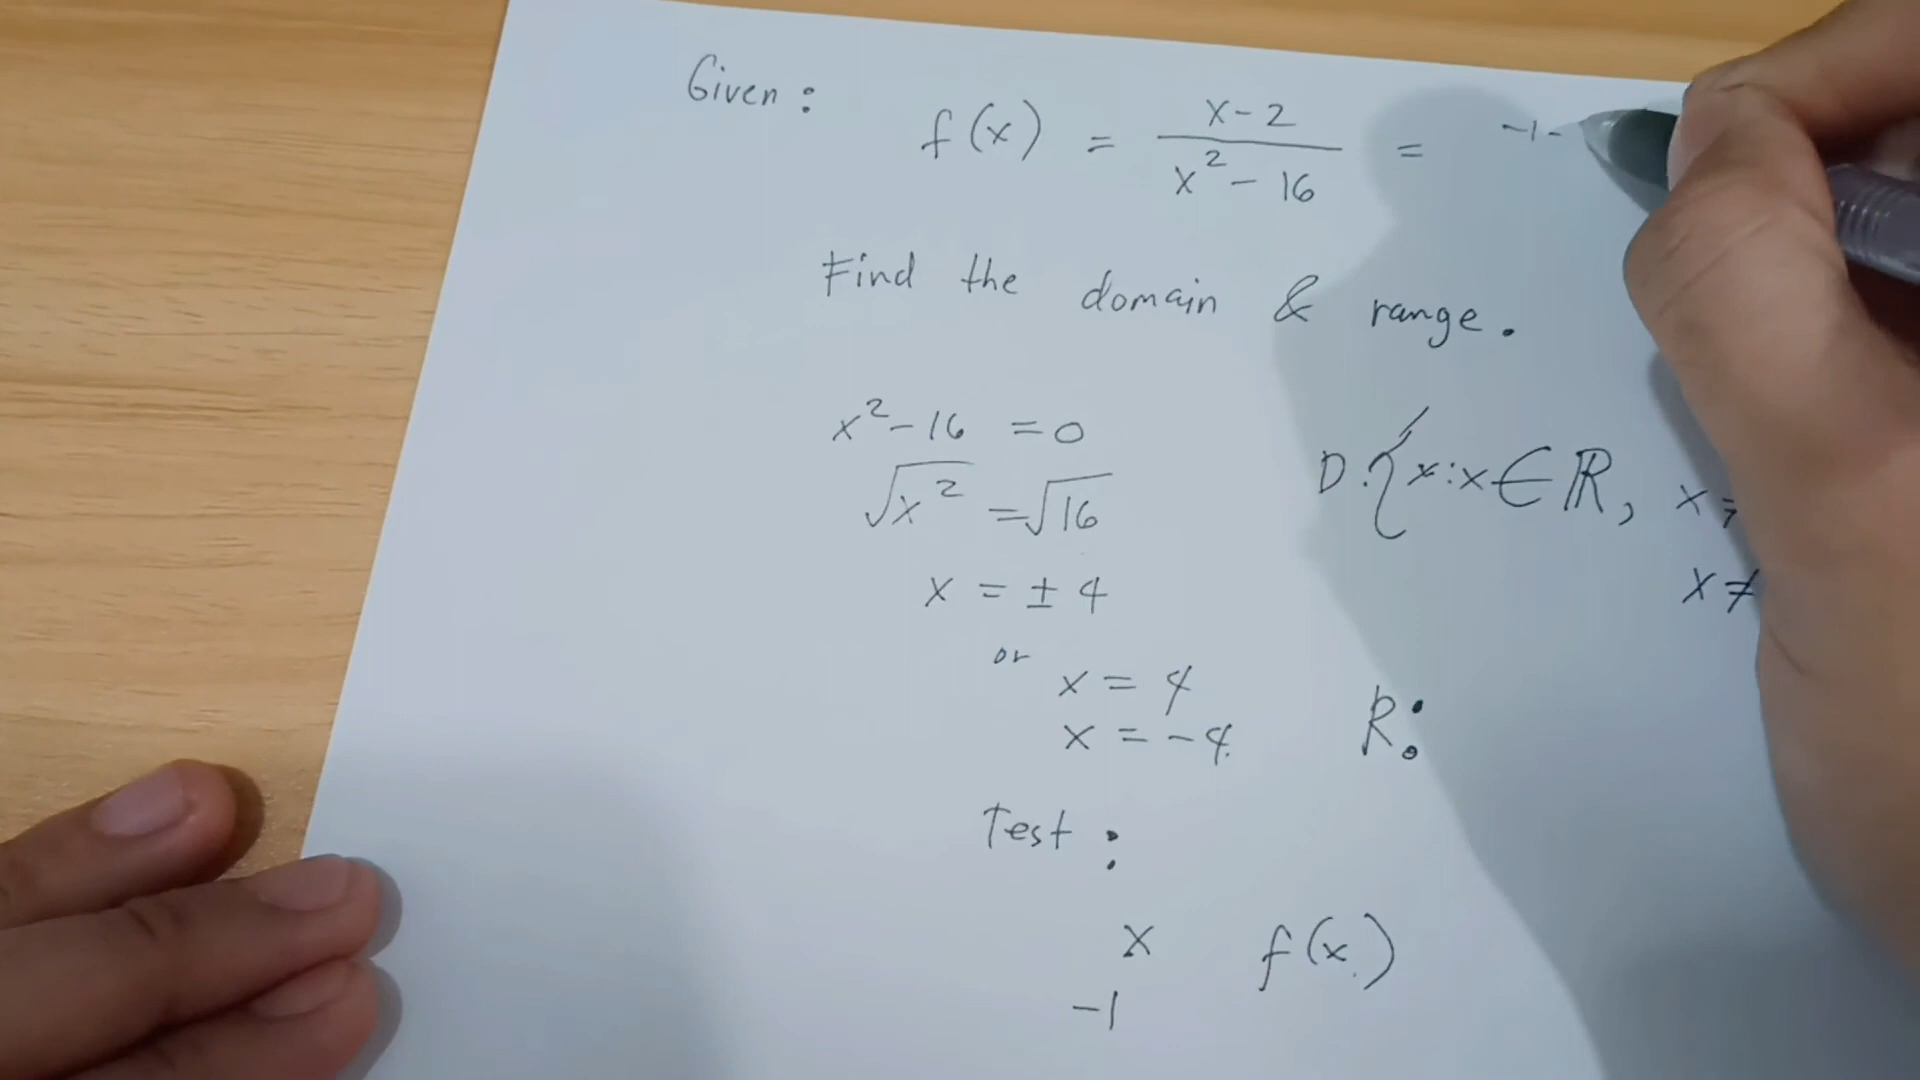 Given :
f(x) = x-2 / x² - 16 = -1-
Find the domain & range.
x² - 16 = 0
√x² = √16
x = ± 4
or x = 4
x = -4
D : { x : x ∈ ℝ, x ≠
x ≠
R :
Test :
x f(x)
-1